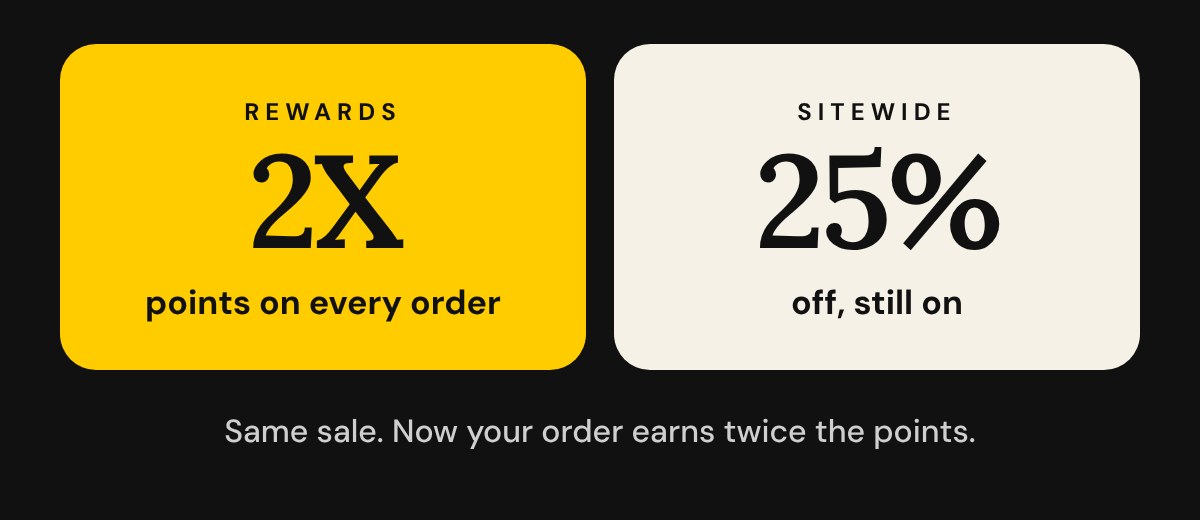 REWARDS
2X
points on every order
SITEWIDE
25%
off, still on
Same sale. Now your order earns twice the points.